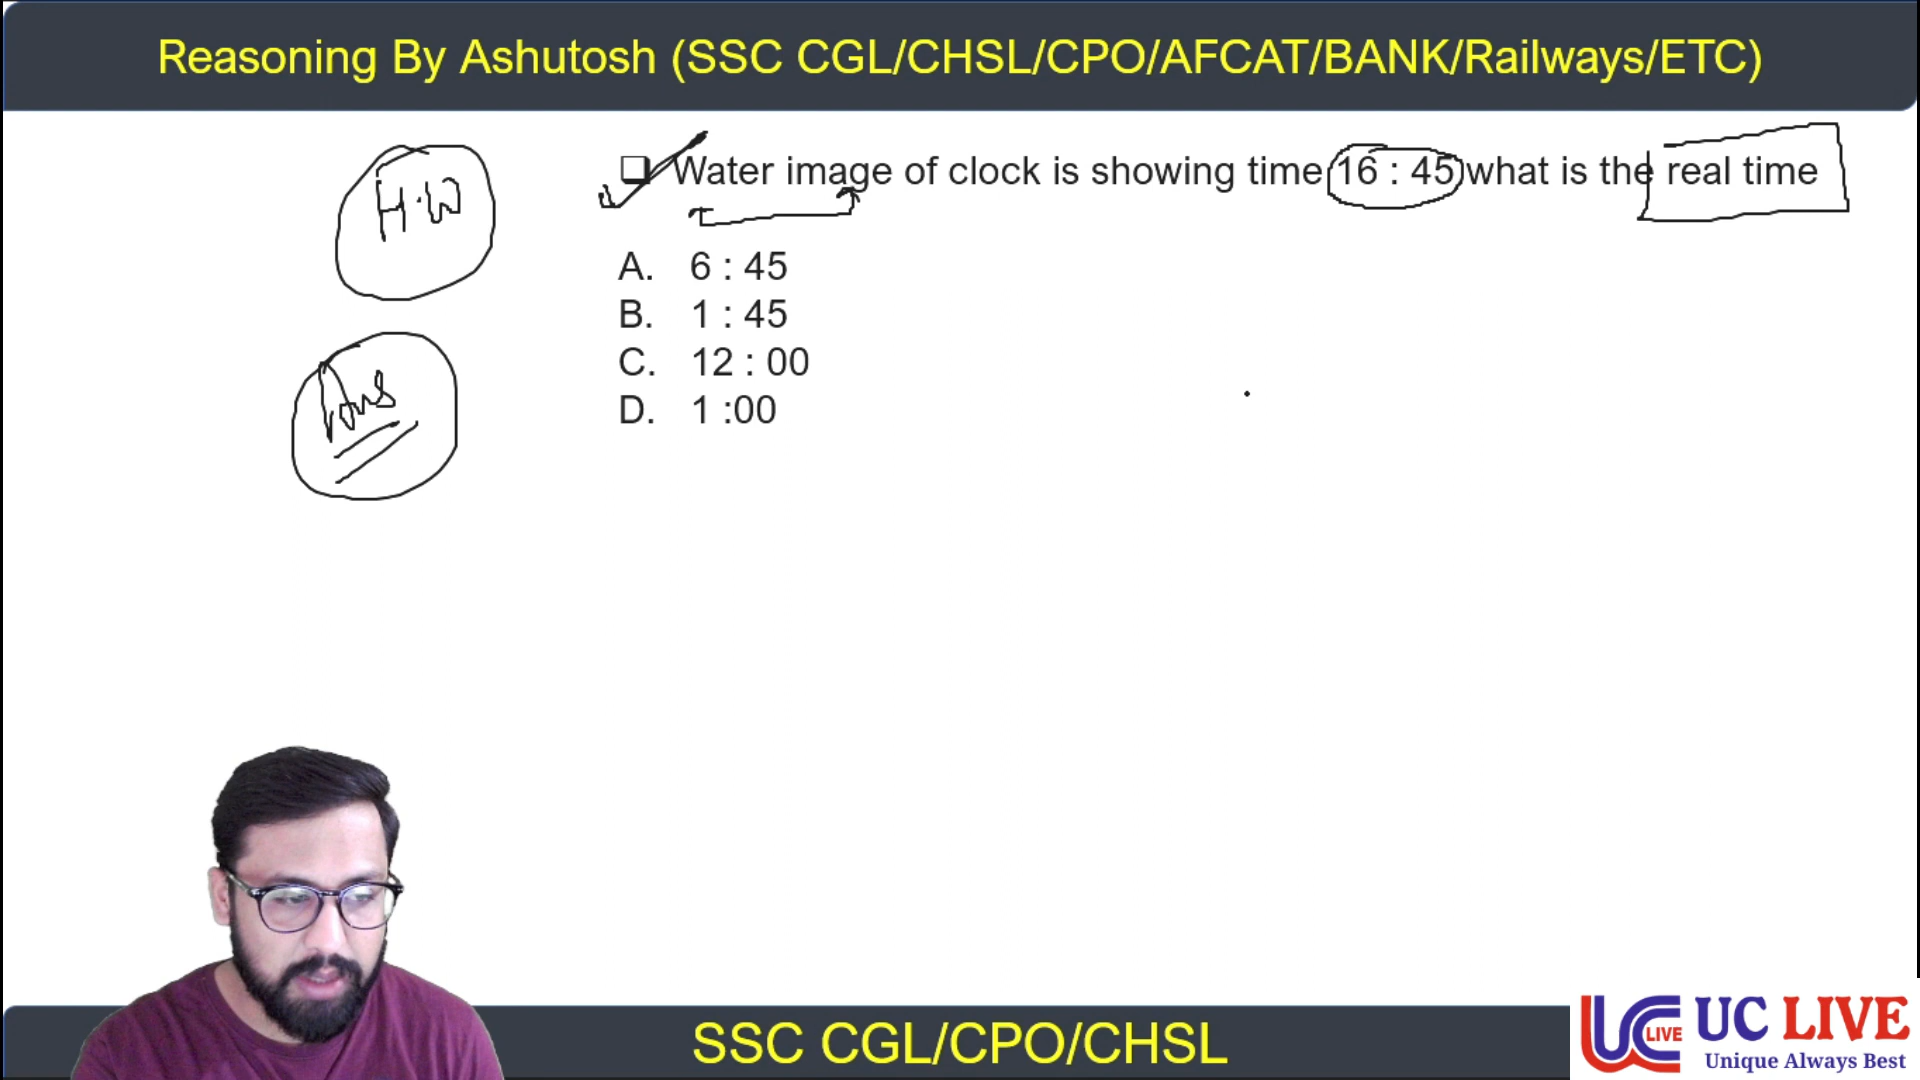 Reasoning By Ashutosh (SSC CGL/CHSL/CPO/AFCAT/BANK/Railways/ETC)
H.W
❑ Water image of clock is showing time 16 : 45 what is the real time
A. 6 : 45
B. 1 : 45
C. 12 : 00
D. 1 :00
Ans
SSC CGL/CPO/CHSL
LIVE
UC LIVE
Unique Always Best